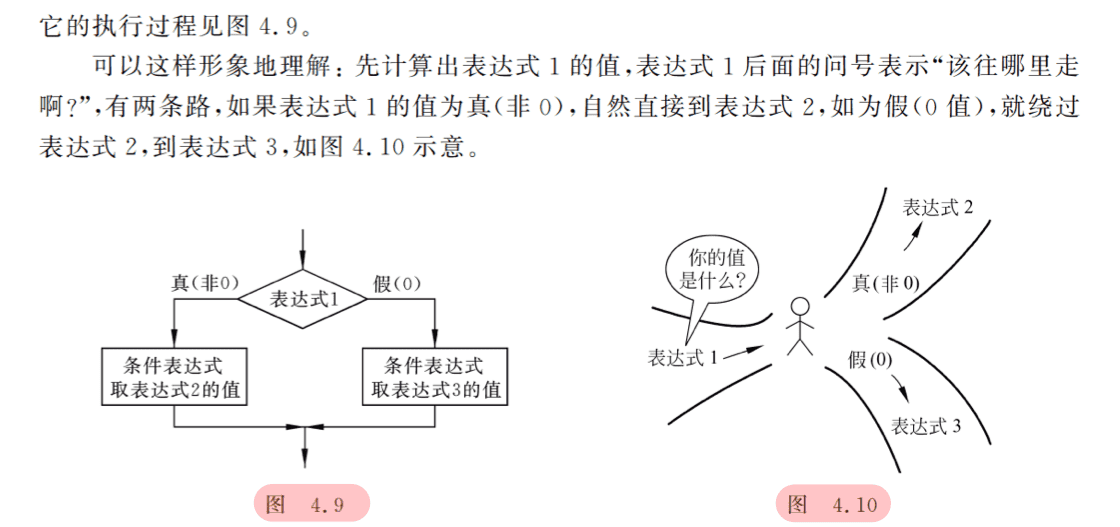 它的执行过程见图 4.9。
可以这样形象地理解：先计算出表达式 1 的值，表达式 1 后面的问号表示“该往哪里走
啊?”，有两条路，如果表达式 1 的值为真(非 0)，自然直接到表达式 2，如为假(0 值)，就绕过
表达式 2，到表达式 3，如图 4.10 示意。
真(非0)
表达式1
假(0)
条件表达式
取表达式2的值
条件表达式
取表达式3的值
图 4.9
表达式 2
你的值
是什么?
真(非 0)
表达式 1
假(0)
表达式 3
图 4.10